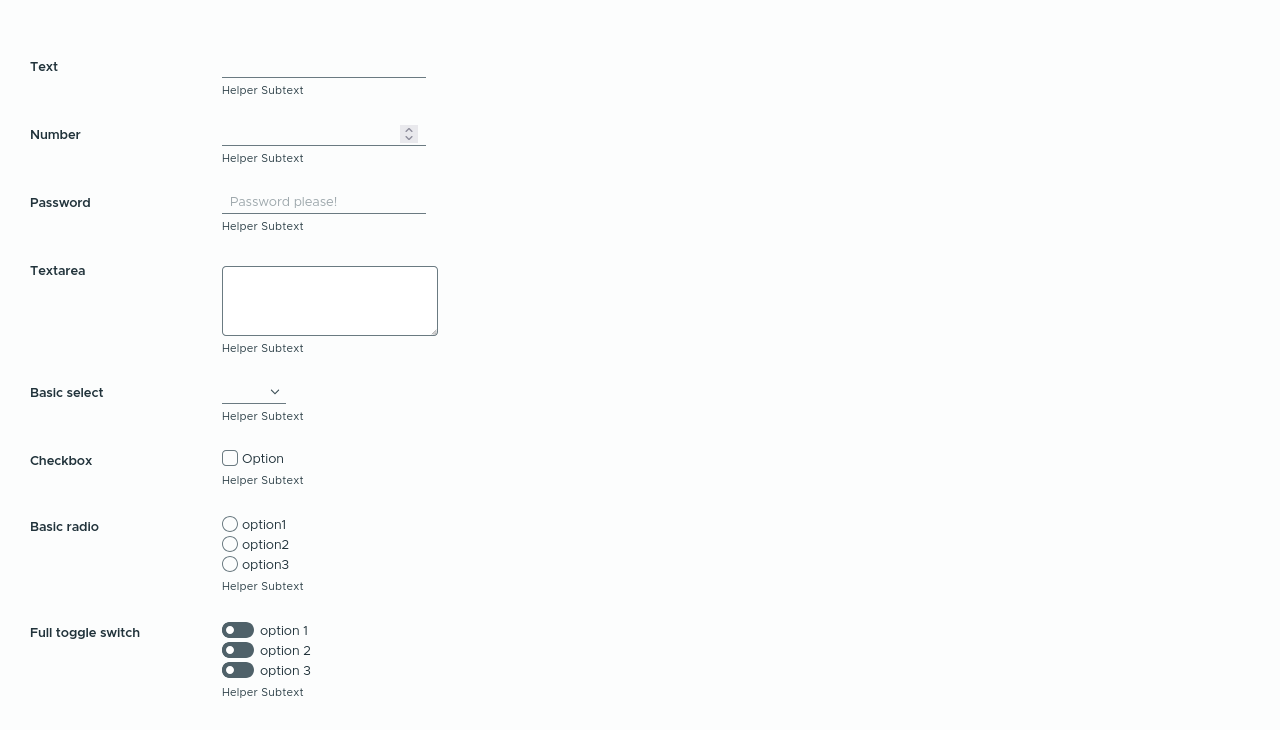 Text
Helper Subtext
Number
Helper Subtext
Password
Password please!
Helper Subtext
Textarea
Helper Subtext
Basic select
Helper Subtext
Checkbox
Option
Helper Subtext
Basic radio
option1
option2
option3
Helper Subtext
Full toggle switch
option 1
option 2
option 3
Helper Subtext